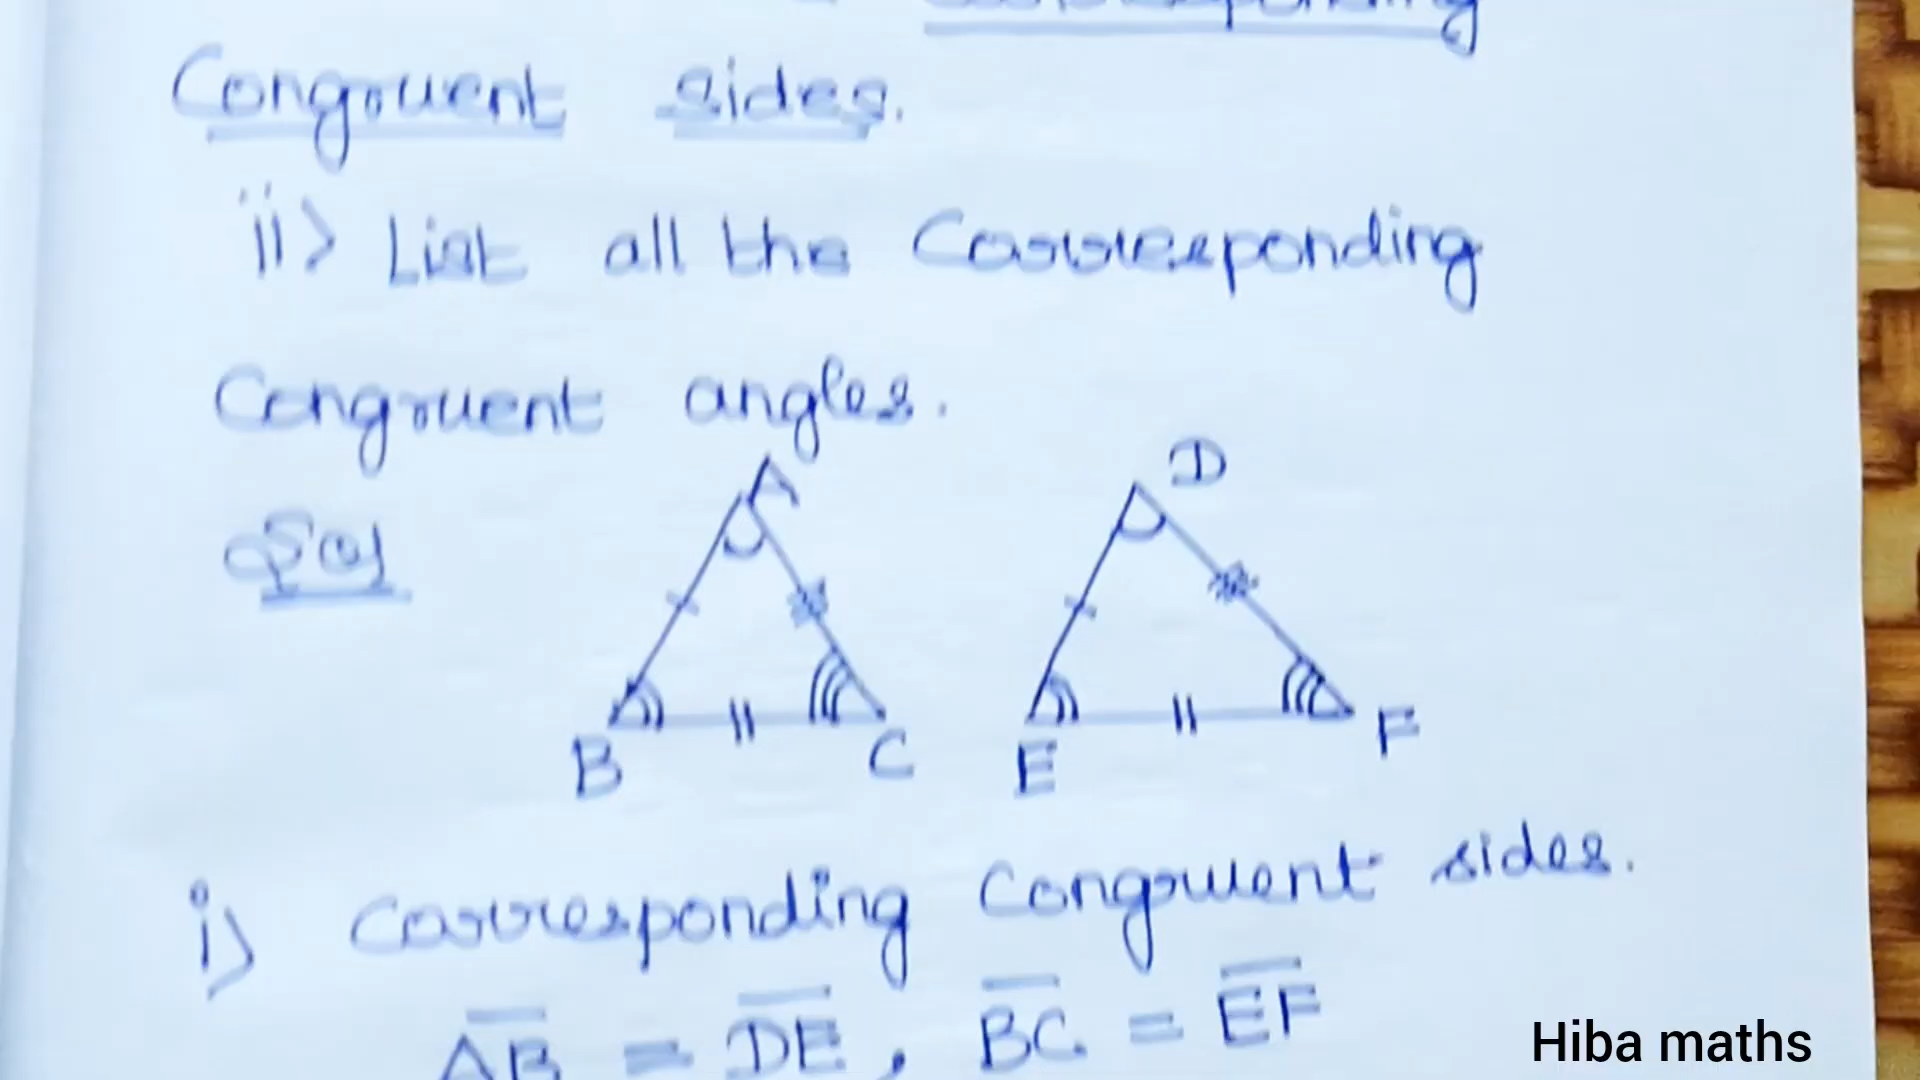 Corresponding
Congruent sides.
ii> List all the Corresponding
Congruent angles.
Sol
A D
B C E F
i> Corresponding Congruent sides.
AB = DE, BC = EF
Hiba maths